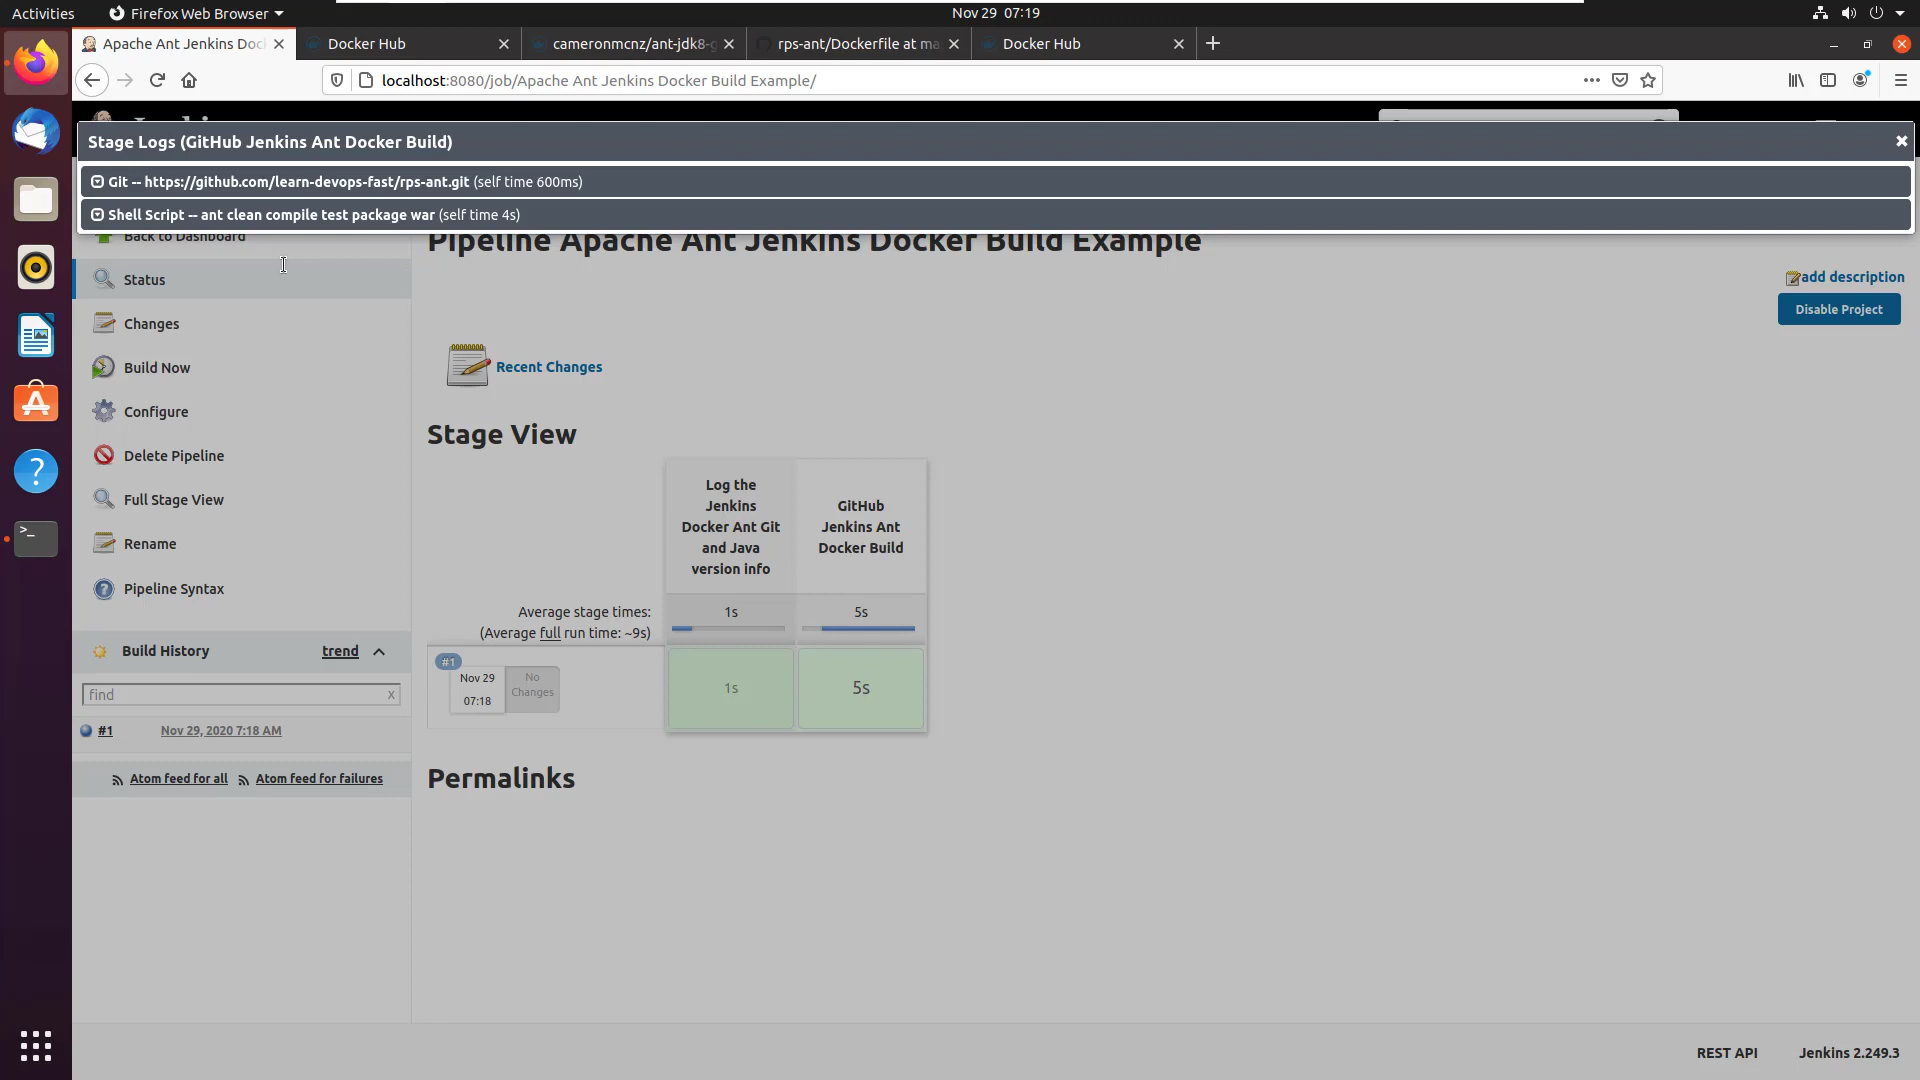 Activities
Firefox Web Browser
Nov 29 07:19
Apache Ant Jenkins Doc
Docker Hub
cameronmcnz/ant-jdk8-g
rps-ant/Dockerfile at ma
Docker Hub
localhost:8080/job/Apache Ant Jenkins Docker Build Example/
Stage Logs (GitHub Jenkins Ant Docker Build)
Git -- https://github.com/learn-devops-fast/rps-ant.git (self time 600ms)
Shell Script -- ant clean compile test package war (self time 4s)
Back to Dashboard
Pipeline Apache Ant Jenkins Docker Build Example
Status
add description
Disable Project
Changes
Build Now
Recent Changes
Configure
Stage View
Delete Pipeline
Full Stage View
Rename
Pipeline Syntax
Log the
Jenkins
Docker Ant Git
and Java
version info
GitHub
Jenkins Ant
Docker Build
Average stage times:
(Average full run time: ~9s)
1s
5s
Build History
trend
find
x
#1
Nov 29
07:18
No
Changes
1s
5s
#1
Nov 29, 2020 7:18 AM
Atom feed for all
Atom feed for failures
Permalinks
REST API
Jenkins 2.249.3